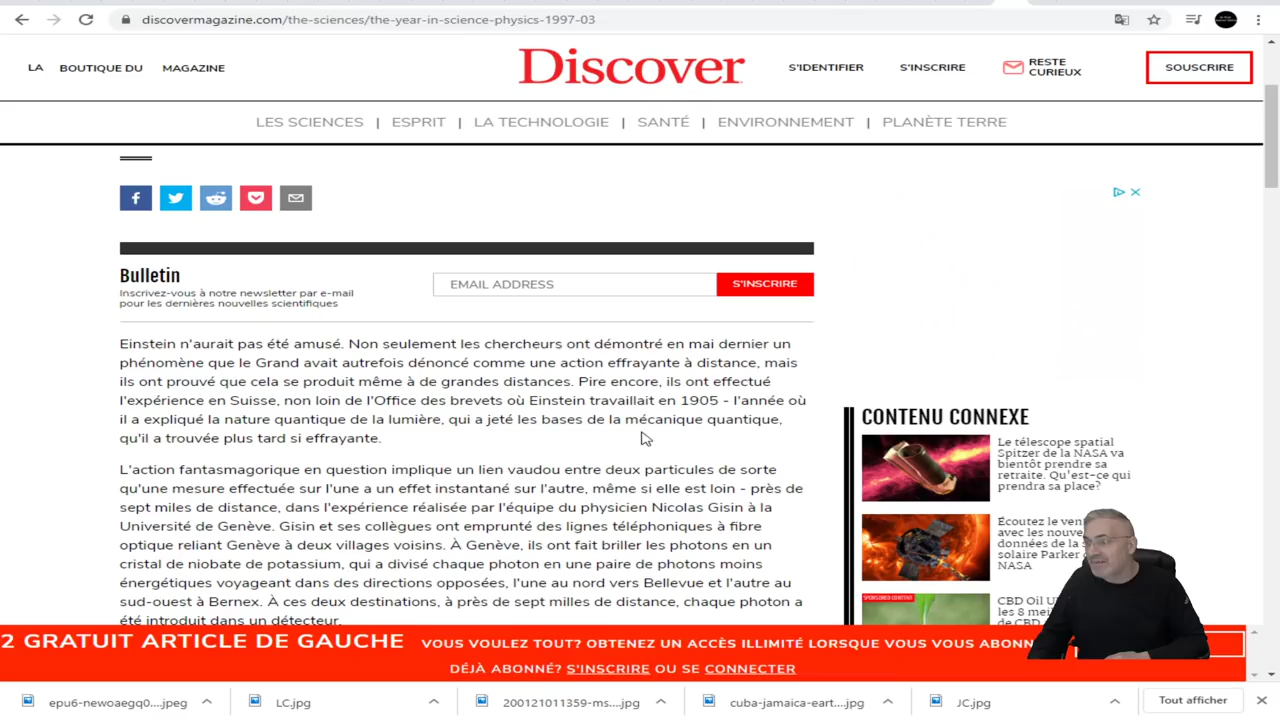 discovermagazine.com/the-sciences/the-year-in-science-physics-1997-03
LA BOUTIQUE DU MAGAZINE
Discover
S'IDENTIFIER
S'INSCRIRE
RESTE
CURIEUX
SOUSCRIRE
LES SCIENCES | ESPRIT | LA TECHNOLOGIE | SANTÉ | ENVIRONNEMENT | PLANÈTE TERRE
Bulletin
Inscrivez-vous à notre newsletter par e-mail
pour les dernières nouvelles scientifiques
EMAIL ADDRESS
S'INSCRIRE
Einstein n'aurait pas été amusé. Non seulement les chercheurs ont démontré en mai dernier un
phénomène que le Grand avait autrefois dénoncé comme une action effrayante à distance, mais
ils ont prouvé que cela se produit même à de grandes distances. Pire encore, ils ont effectué
l'expérience en Suisse, non loin de l'Office des brevets où Einstein travaillait en 1905 - l'année où
il a expliqué la nature quantique de la lumière, qui a jeté les bases de la mécanique quantique,
qu'il a trouvée plus tard si effrayante.
L'action fantasmagorique en question implique un lien vaudou entre deux particules de sorte
qu'une mesure effectuée sur l'une a un effet instantané sur l'autre, même si elle est loin - près de
sept miles de distance, dans l'expérience réalisée par l'équipe du physicien Nicolas Gisin à la
Université de Genève. Gisin et ses collègues ont emprunté des lignes téléphoniques à fibre
optique reliant Genève à deux villages voisins. À Genève, ils ont fait briller les photons en un
cristal de niobate de potassium, qui a divisé chaque photon en une paire de photons moins
énergétiques voyageant dans des directions opposées, l'une au nord vers Bellevue et l'autre au
sud-ouest à Bernex. À ces deux destinations, à près de sept milles de distance, chaque photon a
été introduit dans un détecteur.
CONTENU CONNEXE
Le télescope spatial
Spitzer de la NASA va
bientôt prendre sa
retraite. Qu'est-ce qui
prendra sa place?
Écoutez le
avec les
données de la
solaire Parker
NASA
SPONSORED CONTENT
CBD Oil
les 8
de CBD
2 GRATUIT ARTICLE DE GAUCHE
VOUS VOULEZ TOUT? OBTENEZ UN ACCÈS ILLIMITÉ LORSQUE VOUS VOUS
DÉJÀ ABONNÉ? S'INSCRIRE OU SE CONNECTER
epu6-newoaegq0....jpeg
LC.jpg
200121011359-ms....jpg
cuba-jamaica-eart....jpg
JC.jpg
Tout afficher